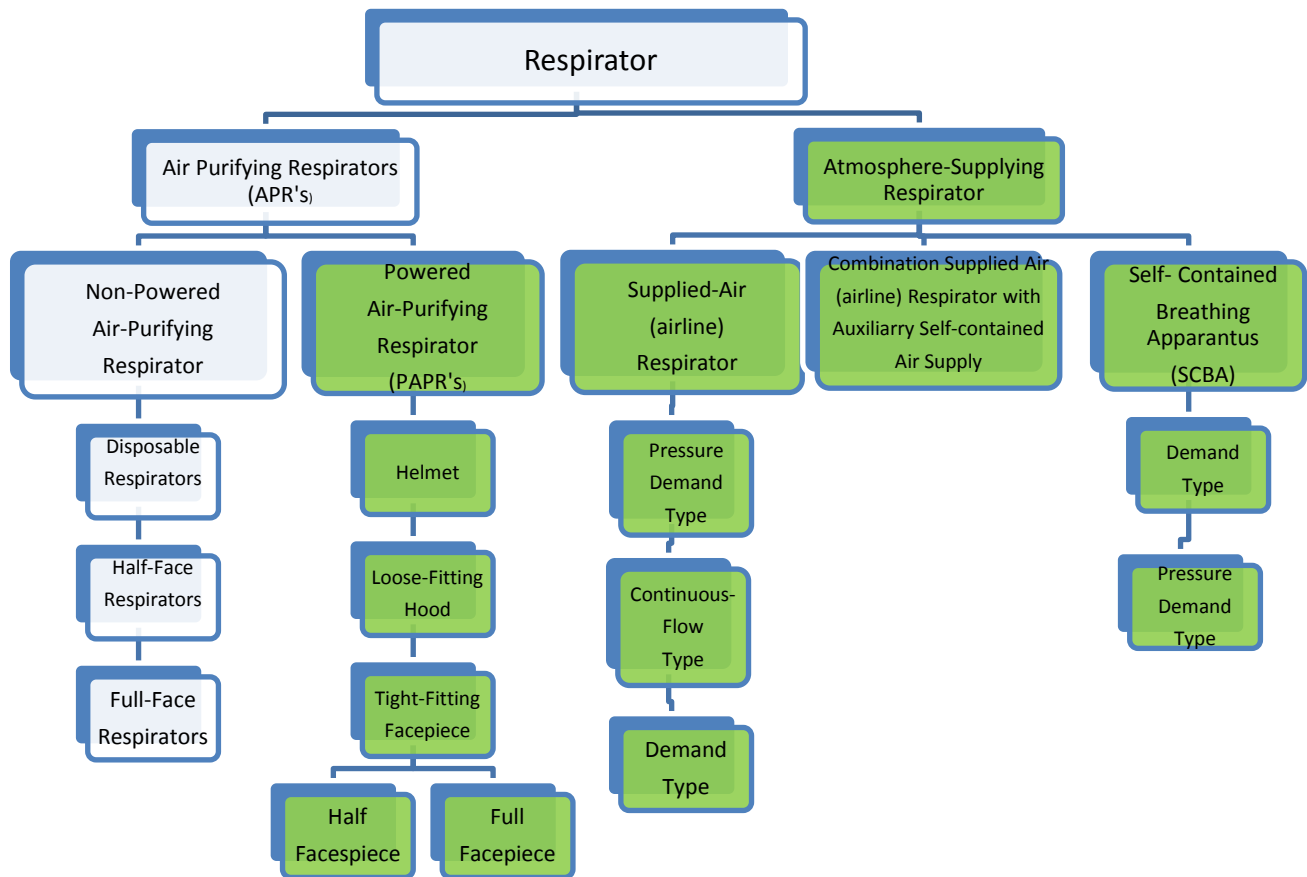 Respirator
Air Purifying Respirators
(APR's)
Atmosphere-Supplying
Respirator
Non-Powered
Air-Purifying
Respirator
Powered
Air-Purifying
Respirator
(PAPR's)
Supplied-Air
(airline)
Respirator
Combination Supplied Air
(airline) Respirator with
Auxiliarry Self-contained
Air Supply
Self- Contained
Breathing
Apparantus
(SCBA)
Disposable
Respirators
Half-Face
Respirators
Full-Face
Respirators
Helmet
Loose-Fitting
Hood
Tight-Fitting
Facepiece
Half
Facespiece
Full
Facepiece
Pressure
Demand
Type
Continuous-
Flow
Type
Demand
Type
Demand
Type
Pressure
Demand
Type